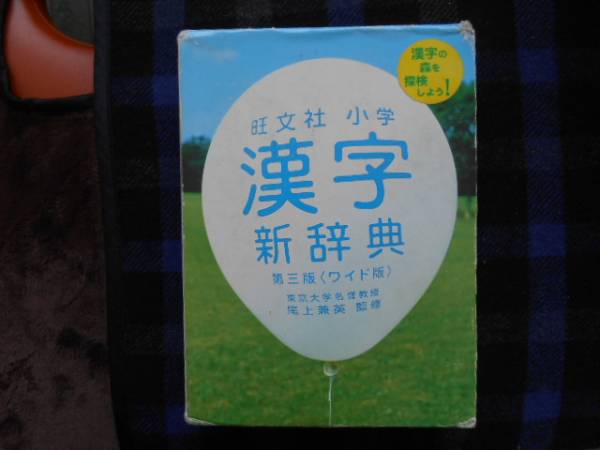 漢字の
森を
探検
しよう!
旺文社 小学
漢字
新辞典
第三版〈ワイド版〉
東京大学名誉教授
尾上兼英 監修